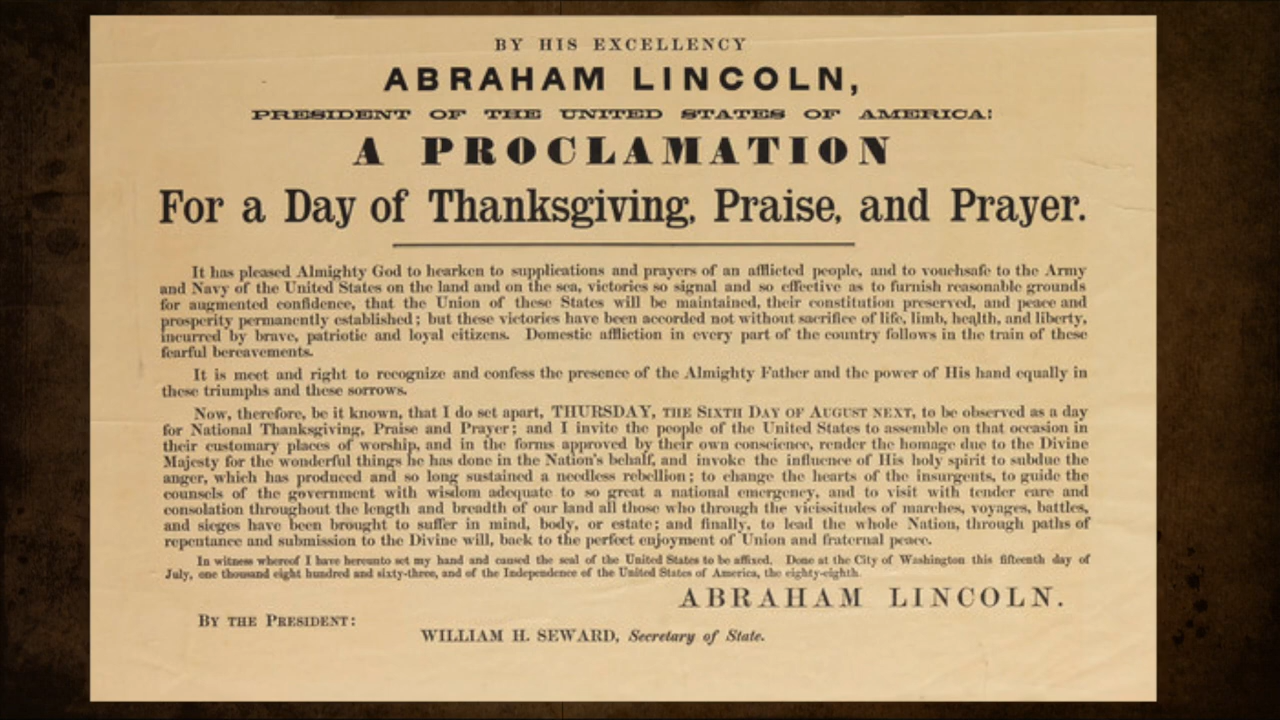 BY HIS EXCELLENCY
ABRAHAM LINCOLN,
PRESIDENT OF THE UNITED STATES OF AMERICA:
A PROCLAMATION
For a Day of Thanksgiving, Praise, and Prayer.
It has pleased Almighty God to hearken to supplications and prayers of an afflicted people, and to vouchsafe to the Army
and Navy of the United States on the land and on the sea, victories so signal and so effective as to furnish reasonable grounds
for augmented confidence, that the Union of these States will be maintained, their constitution preserved, and peace and
prosperity permanently established; but these victories have been accorded not without sacrifice of life, limb, health, and liberty,
incurred by brave, patriotic and loyal citizens. Domestic affliction in every part of the country follows in the train of these
fearful bereavements.
It is meet and right to recognize and confess the presence of the Almighty Father and the power of His hand equally in
these triumphs and these sorrows.
Now, therefore, be it known, that I do set apart, THURSDAY, THE SIXTH DAY OF AUGUST NEXT, to be observed as a day
for National Thanksgiving, Praise and Prayer; and I invite the people of the United States to assemble on that occasion in
their customary places of worship, and in the forms approved by their own conscience, render the homage due to the Divine
Majesty for the wonderful things he has done in the Nation's behalf, and invoke the influence of His holy spirit to subdue the
anger, which has produced and so long sustained a needless rebellion; to change the hearts of the insurgents, to guide the
counsels of the government with wisdom adequate to so great a national emergency, and to visit with tender care and
consolation throughout the length and breadth of our land all those who through the vicissitudes of marches, voyages, battles,
and sieges have been brought to suffer in mind, body, or estate; and finally, to lead the whole Nation, through paths of
repentance and submission to the Divine will, back to the perfect enjoyment of Union and fraternal peace.
In witness whereof I have hereunto set my hand and caused the seal of the United States to be affixed. Done at the City of Washington this fifteenth day of
July, one thousand eight hundred and sixty-three, and of the Independence of the United States of America, the eighty-eighth.
ABRAHAM LINCOLN.
BY THE PRESIDENT:
WILLIAM H. SEWARD, Secretary of State.